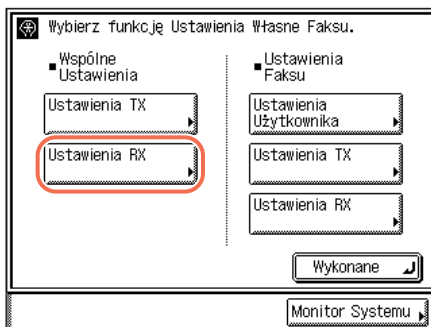 Wybierz funkcję Ustawienia Własne Faksu.
Wspólne
Ustawienia
Ustawienia TX
Ustawienia RX
Ustawienia
Faksu
Ustawienia
Użytkownika
Ustawienia TX
Ustawienia RX
Wykonane
Monitor Systemu